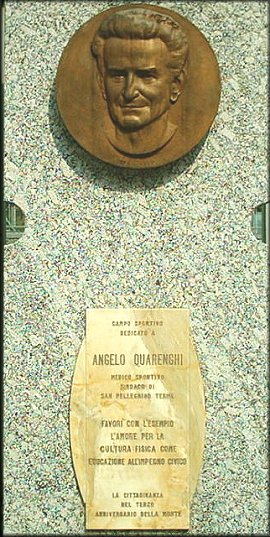 CAMPO SPORTIVO
DEDICATO A
ANGELO QUARENGHI
MEDICO SPORTIVO
SINDACO DI
SAN PELLEGRINO TERME
FAVORÌ CON L'ESEMPIO
L'AMORE PER LA
CULTURA FISICA COME
EDUCAZIONE ALL'IMPEGNO CIVICO
LA CITTADINANZA
NEL TERZO
ANNIVERSARIO DELLA MORTE